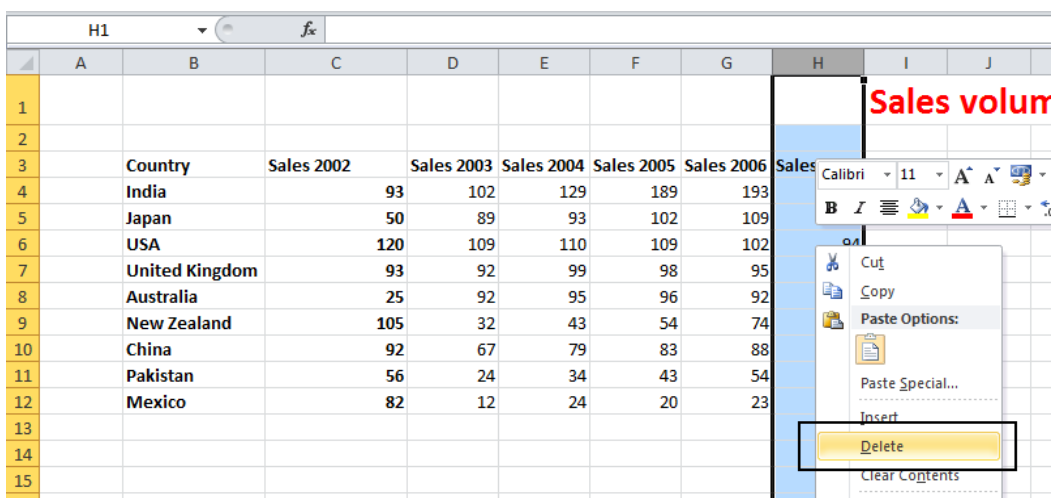 H1 fx
A B C D E F G H I J
1 Sales volum
2
3 Country Sales 2002 Sales 2003 Sales 2004 Sales 2005 Sales 2006 Sales
4 India 93 102 129 189 193
5 Japan 50 89 93 102 109
6 USA 120 109 110 109 102 94
7 United Kingdom 93 92 99 98 95
8 Australia 25 92 95 96 92
9 New Zealand 105 32 43 54 74
10 China 92 67 79 83 88
11 Pakistan 56 24 34 43 54
12 Mexico 82 12 24 20 23
13
14
15
Calibri 11 A A
B I A
Cut
Copy
Paste Options:
Paste Special...
Insert
Delete
Clear Contents